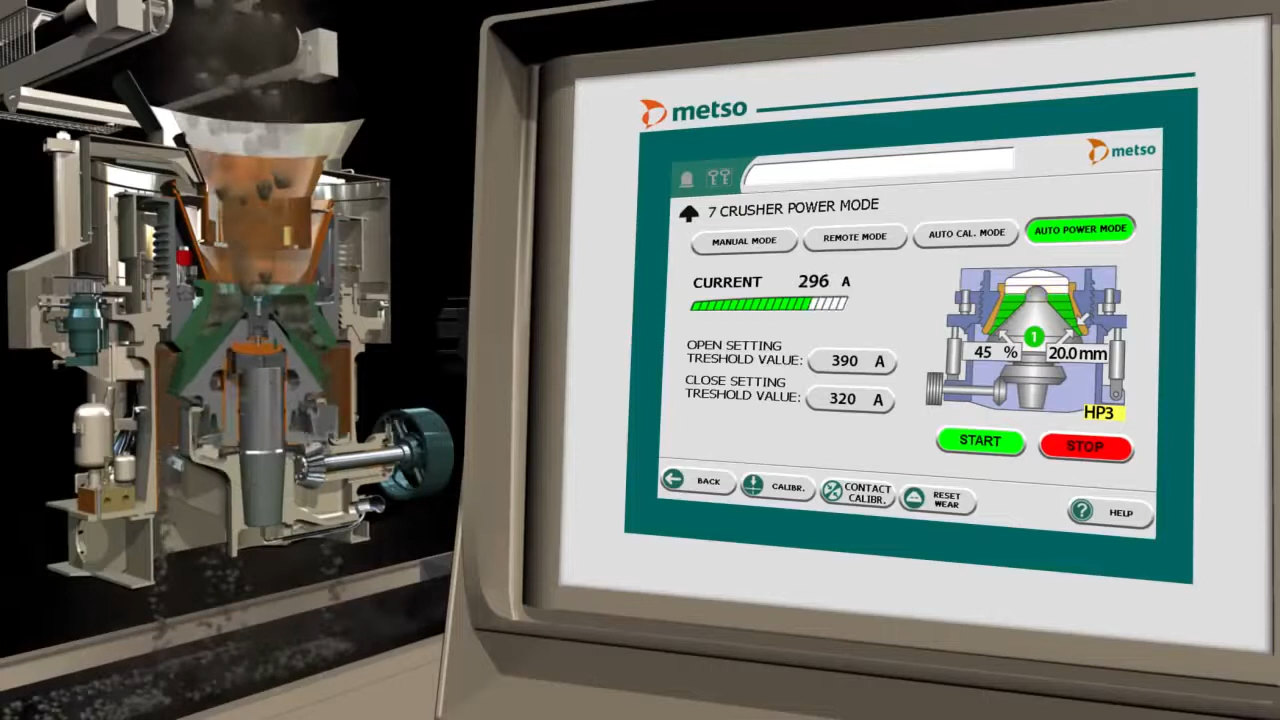 metso
metso
7 CRUSHER POWER MODE
MANUAL MODE
REMOTE MODE
AUTO CAL. MODE
AUTO POWER MODE
CURRENT 296 A
OPEN SETTING
TRESHOLD VALUE: 390 A
CLOSE SETTING
TRESHOLD VALUE: 320 A
1
45 %
20.0 mm
HP3
START
STOP
BACK
CALIBR.
CONTACT
CALIBR.
RESET
WEAR
? HELP